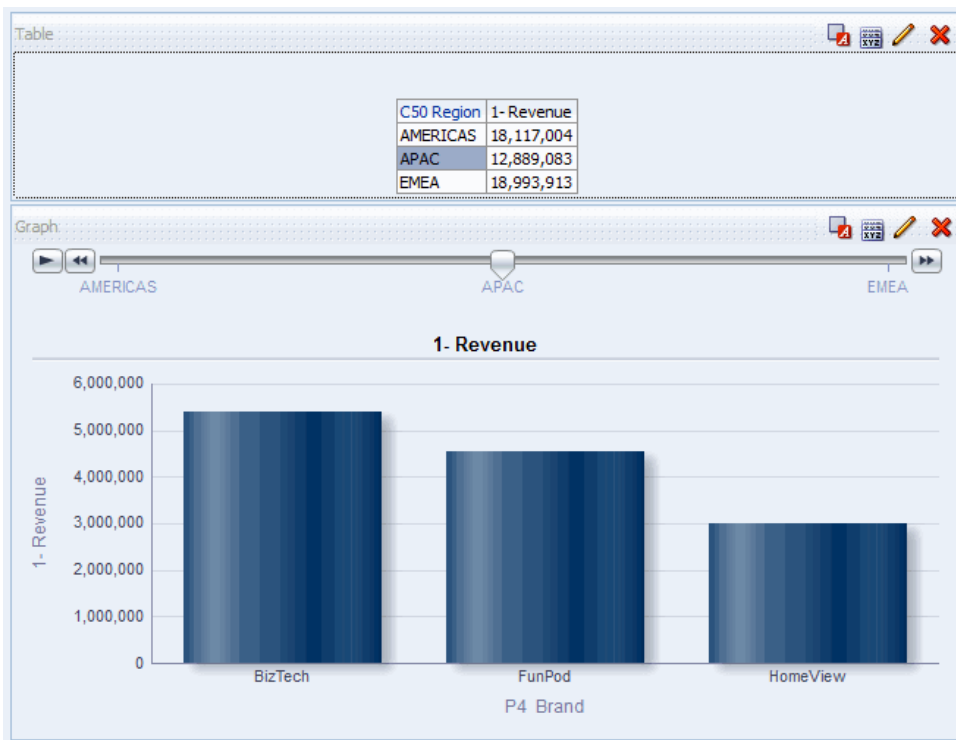 Table
C50 Region 1- Revenue
AMERICAS 18,117,004
APAC 12,889,083
EMEA 18,993,913
Graph
AMERICAS APAC EMEA
1- Revenue
6,000,000
5,000,000
4,000,000
3,000,000
2,000,000
1,000,000
0
1- Revenue
BizTech FunPod HomeView
P4 Brand